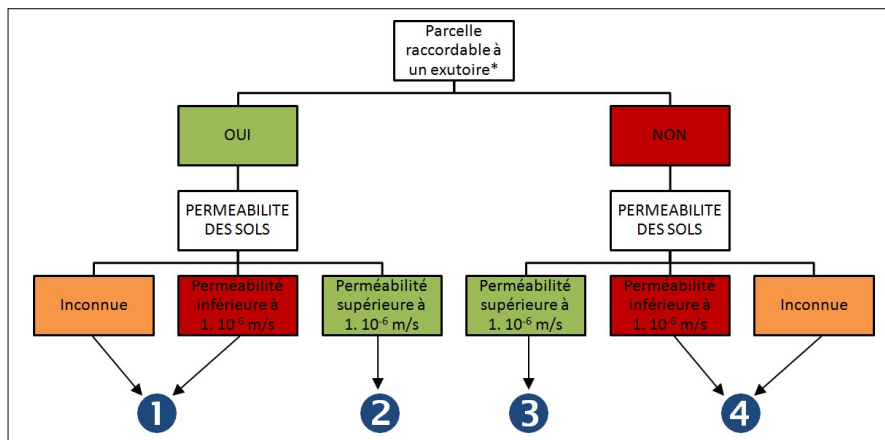 Parcelle
raccordable à
un exutoire*
OUI
NON
PERMEABILITE
DES SOLS
PERMEABILITE
DES SOLS
Inconnue
Perméabilité
inférieure à
1. 10⁻⁶ m/s
Perméabilité
supérieure à
1. 10⁻⁶ m/s
Perméabilité
supérieure à
1. 10⁻⁶ m/s
Perméabilité
inférieure à
1. 10⁻⁶ m/s
Inconnue
1
2
3
4